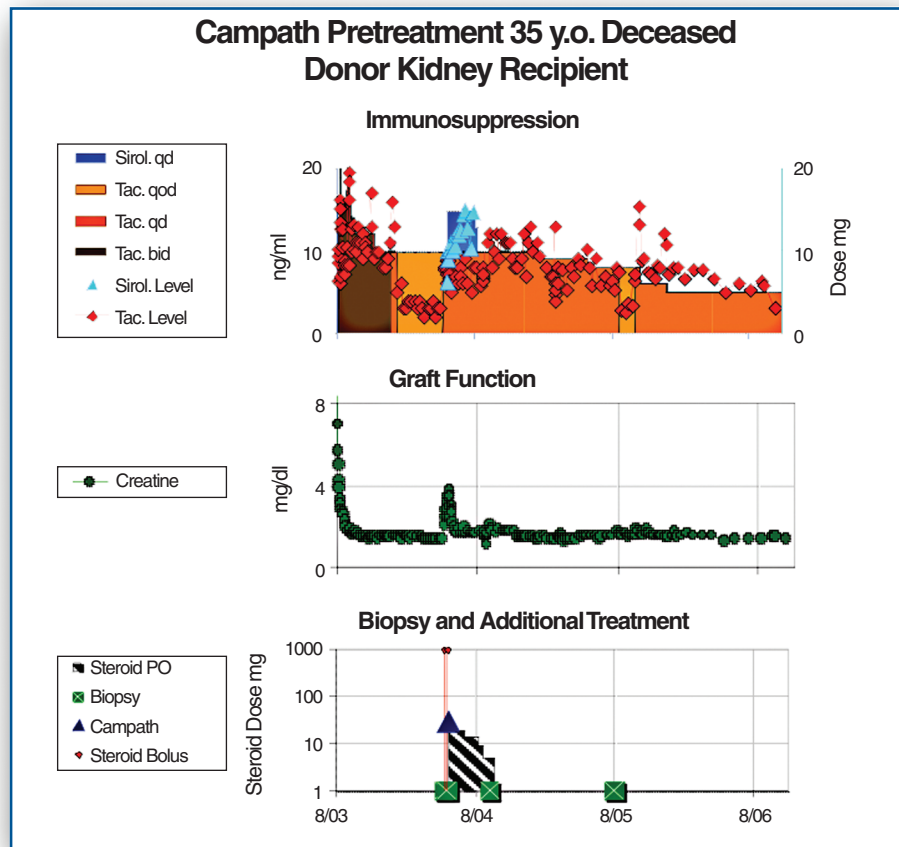 Campath Pretreatment 35 y.o. Deceased
Donor Kidney Recipient
Immunosuppression
Sirol. qd
Tac. qod
Tac. qd
Tac. bid
Sirol. Level
Tac. Level
20
10
0
ng/ml
20
10
0
Dose mg
Graft Function
Creatine
8
4
0
mg/dl
Biopsy and Additional Treatment
Steroid PO
Biopsy
Campath
Steroid Bolus
Steroid Dose mg
1000
100
10
1
8/03
8/04
8/05
8/06